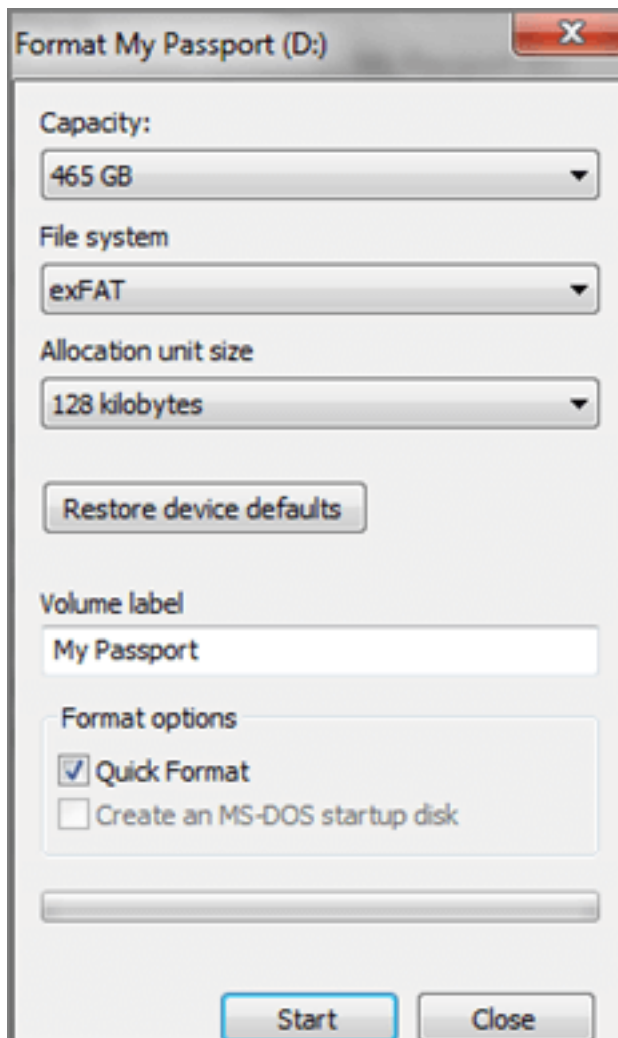 Format My Passport (D:)
Capacity:
465 GB
File system
exFAT
Allocation unit size
128 kilobytes
Restore device defaults
Volume label
My Passport
Format options
Quick Format
Create an MS-DOS startup disk
Start Close